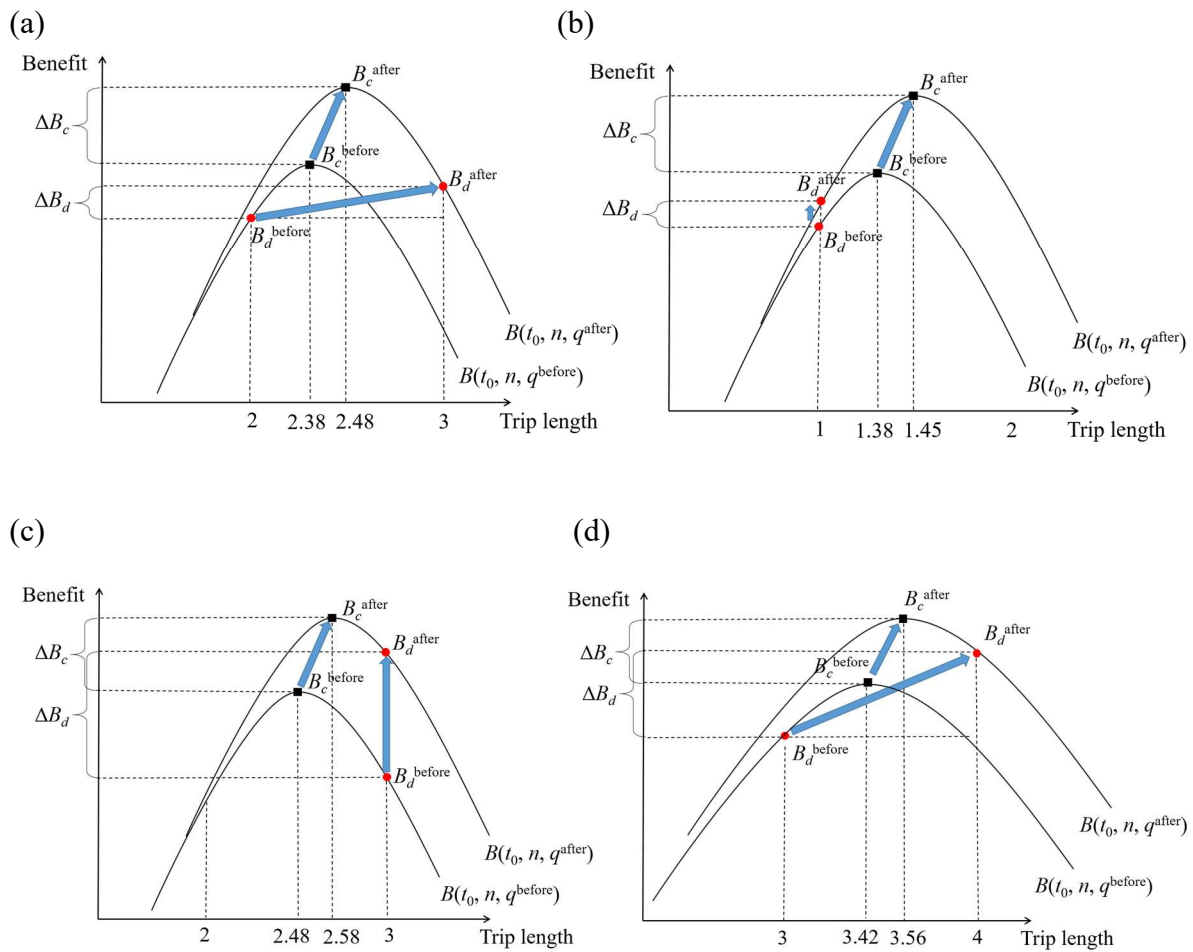 (a)
Benefit
B_c^after
ΔB_c
B_c^before
B_d^after
ΔB_d
B_d^before
B(t_0, n, q^after)
B(t_0, n, q^before)
2 2.38 2.48 3 Trip length
(b)
Benefit
B_c^after
ΔB_c
B_c^before
B_d^after
ΔB_d
B_d^before
B(t_0, n, q^after)
B(t_0, n, q^before)
1 1.38 1.45 2 Trip length
(c)
Benefit
B_c^after
B_d^after
ΔB_c
B_c^before
ΔB_d
B_d^before
B(t_0, n, q^after)
B(t_0, n, q^before)
2 2.48 2.58 3 Trip length
(d)
Benefit
B_c^after
B_d^after
ΔB_c
B_c^before
ΔB_d
B_d^before
B(t_0, n, q^after)
B(t_0, n, q^before)
3 3.42 3.56 4 Trip length